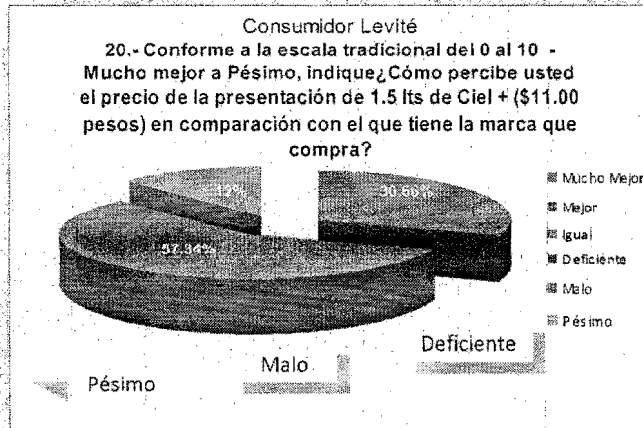 Consumidor Levité
20.- Conforme a la escala tradicional del 0 al 10 -
Mucho mejor a Pésimo, indique¿Cómo percibe usted
el precio de la presentación de 1.5 lts de Ciel + ($11.00
pesos) en comparación con el que tiene la marca que
compra?
12%
30.66%
57.34%
Mucho Mejor
Mejor
Igual
Deficiente
Malo
Pésimo
Deficiente
Malo
Pésimo